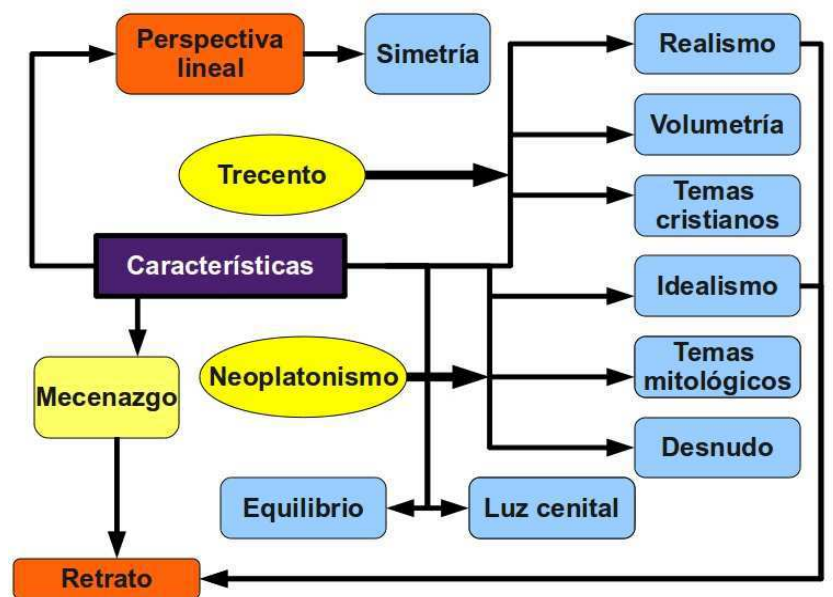 Perspectiva
lineal
Simetría
Realismo
Volumetría
Trecento
Temas
cristianos
Características
Idealismo
Mecenazgo
Neoplatonismo
Temas
mitológicos
Desnudo
Equilibrio
Luz cenital
Retrato